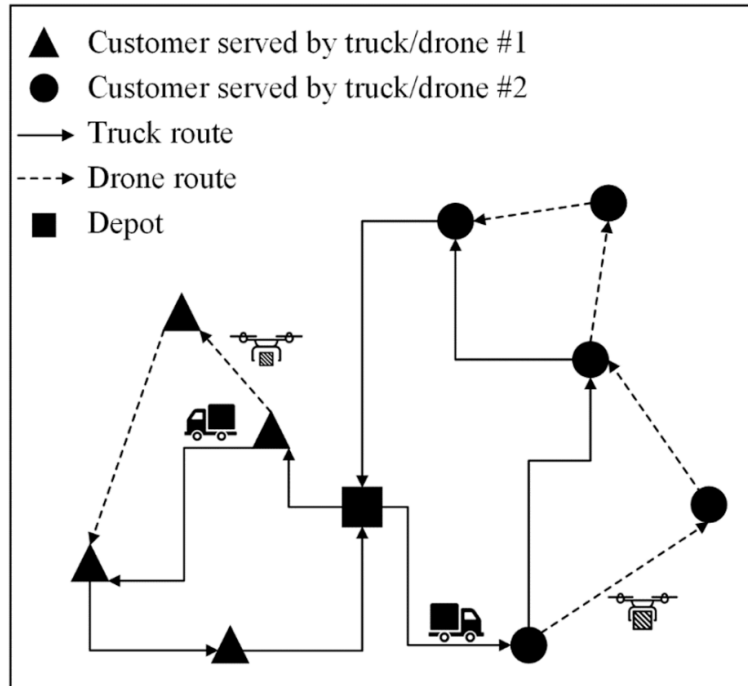 Customer served by truck/drone #1
Customer served by truck/drone #2
Truck route
Drone route
Depot